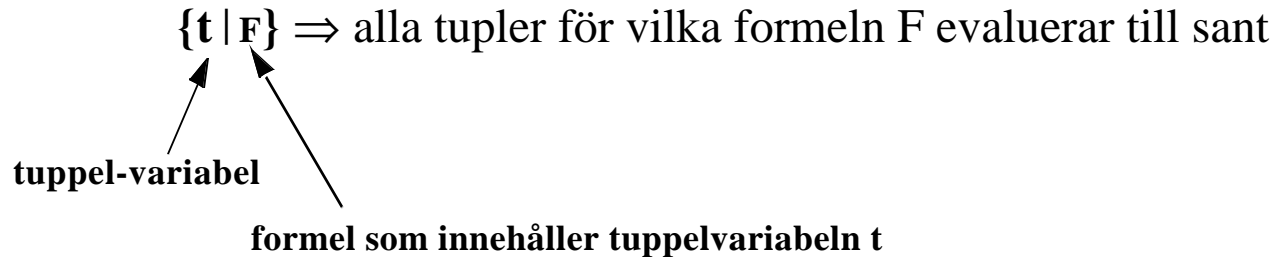 {t | F} ⇒ alla tupler för vilka formeln F evaluerar till sant
tuppel-variabel
formel som innehåller tuppelvariabeln t